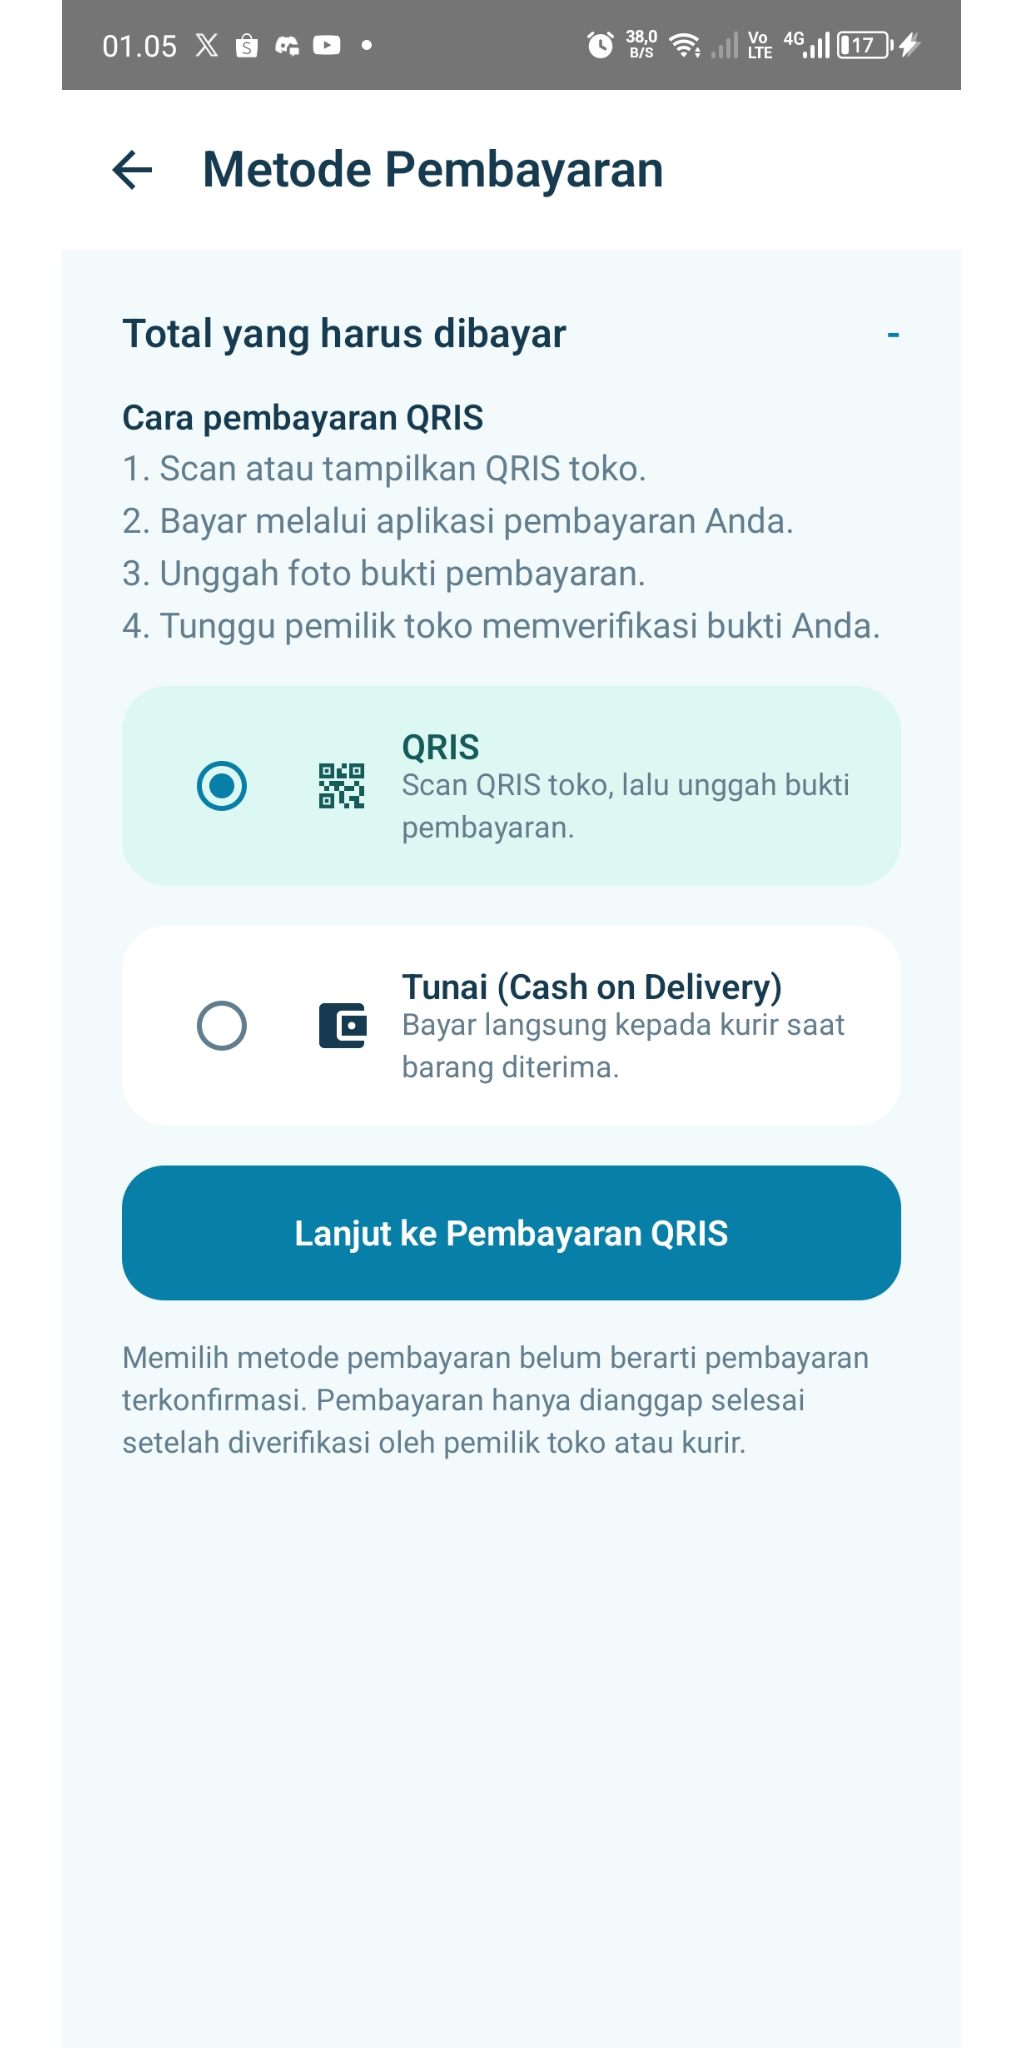 01.05
38,0
B/S
Vo
LTE
4G
17
Metode Pembayaran
Total yang harus dibayar -
Cara pembayaran QRIS
1. Scan atau tampilkan QRIS toko.
2. Bayar melalui aplikasi pembayaran Anda.
3. Unggah foto bukti pembayaran.
4. Tunggu pemilik toko memverifikasi bukti Anda.
QRIS
Scan QRIS toko, lalu unggah bukti
pembayaran.
Tunai (Cash on Delivery)
Bayar langsung kepada kurir saat
barang diterima.
Lanjut ke Pembayaran QRIS
Memilih metode pembayaran belum berarti pembayaran
terkonfirmasi. Pembayaran hanya dianggap selesai
setelah diverifikasi oleh pemilik toko atau kurir.